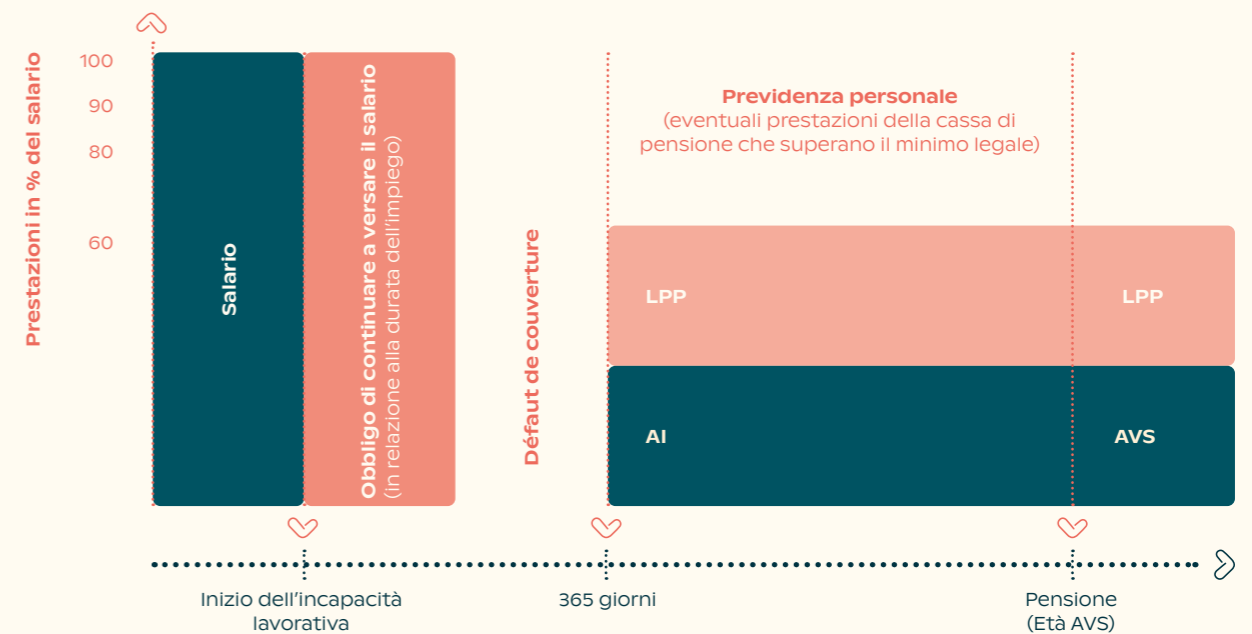 Prestazioni in % del salario
100
90
80
60
Salario
Obbligo di continuare a versare il salario
(in relazione alla durata dell'impiego)
Défaut de couverture
Previdenza personale
(eventuali prestazioni della cassa di
pensione che superano il minimo legale)
LPP
LPP
AI
AVS
Inizio dell'incapacità
lavorativa
365 giorni
Pensione
(Età AVS)